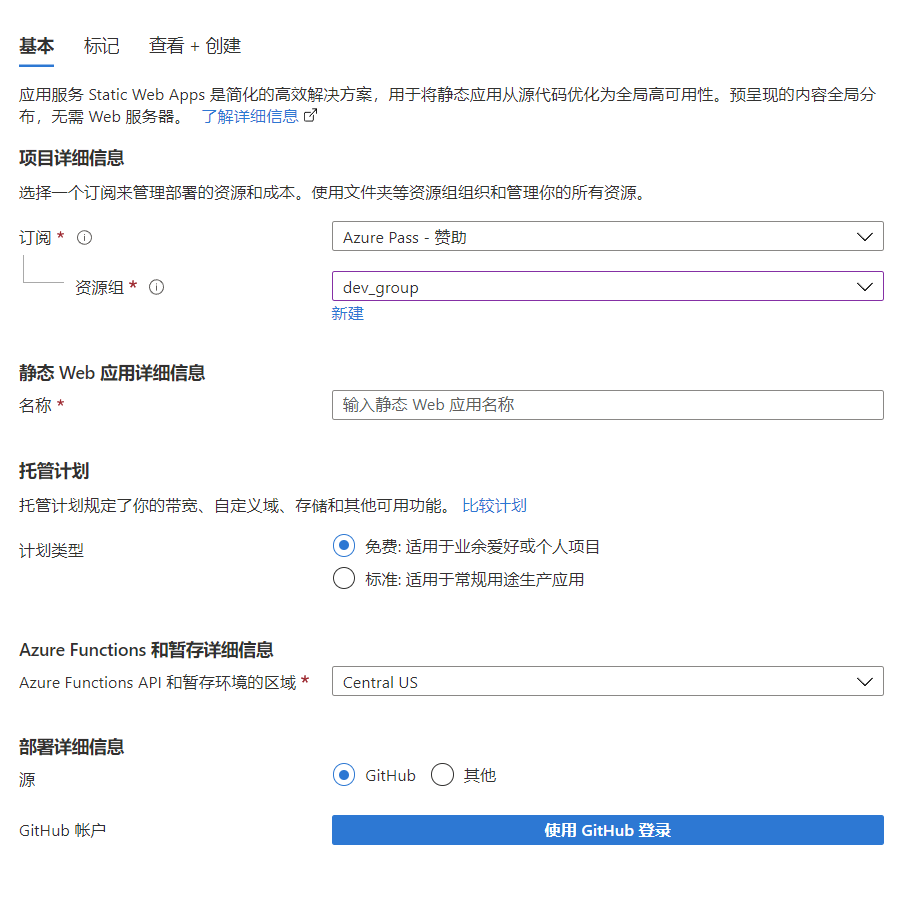 基本 标记 查看 + 创建
应用服务 Static Web Apps 是简化的高效解决方案，用于将静态应用从源代码优化为全局高可用性。预呈现的内容全局分
布，无需 Web 服务器。 了解详细信息
项目详细信息
选择一个订阅来管理部署的资源和成本。使用文件夹等资源组组织和管理你的所有资源。
订阅 * Azure Pass - 赞助
资源组 * dev_group
新建
静态 Web 应用详细信息
名称 * 输入静态 Web 应用名称
托管计划
托管计划规定了你的带宽、自定义域、存储和其他可用功能。 比较计划
计划类型 免费: 适用于业余爱好或个人项目
标准: 适用于常规用途生产应用
Azure Functions 和暂存详细信息
Azure Functions API 和暂存环境的区域 * Central US
部署详细信息
源 GitHub 其他
GitHub 帐户 使用 GitHub 登录